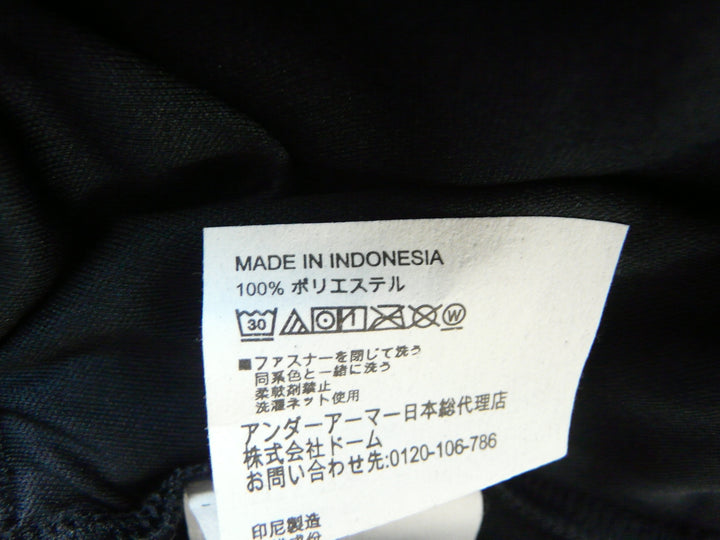 MADE IN INDONESIA
100% ポリエステル
30 W
■ファスナーを閉じて洗う
同系色と一緒に洗う
柔軟剤禁止
洗濯ネット使用
アンダーアーマー日本総代理店
株式会社ドーム
お問い合わせ先:0120-106-786
印尼製造